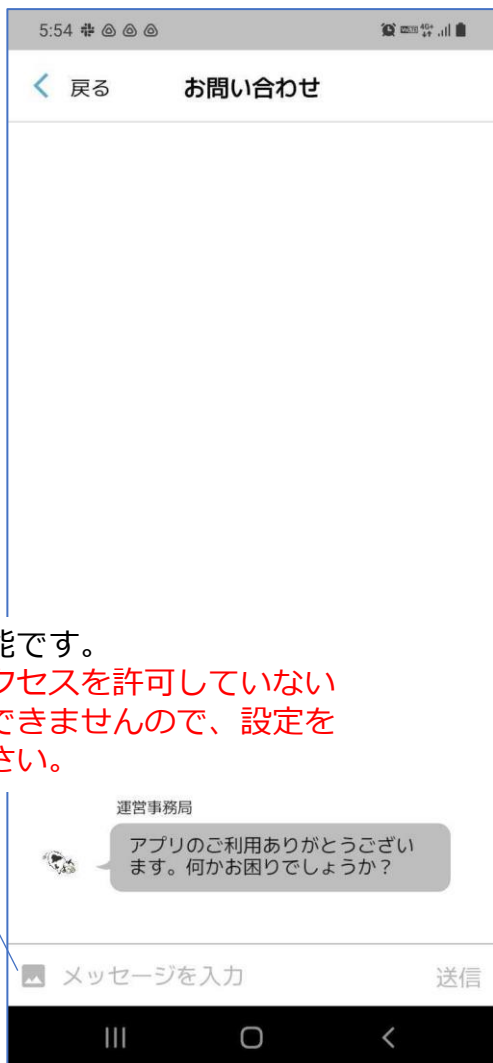 5:54
戻る
お問い合わせ
能です。
クセスを許可していない
できませんので、設定を
さい。
運営事務局
アプリのご利用ありがとうござい
ます。何かお困りでしょうか？
メッセージを入力
送信